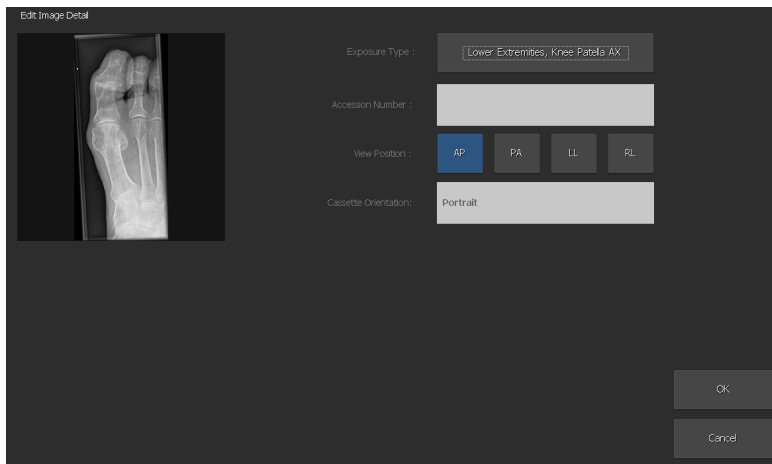 Edit Image Detail
Exposure Type :
Lower Extremities, Knee Patella AX
Accession Number :
View Position :
AP
PA
LL
RL
Cassette Orientation:
Portrait
OK
Cancel